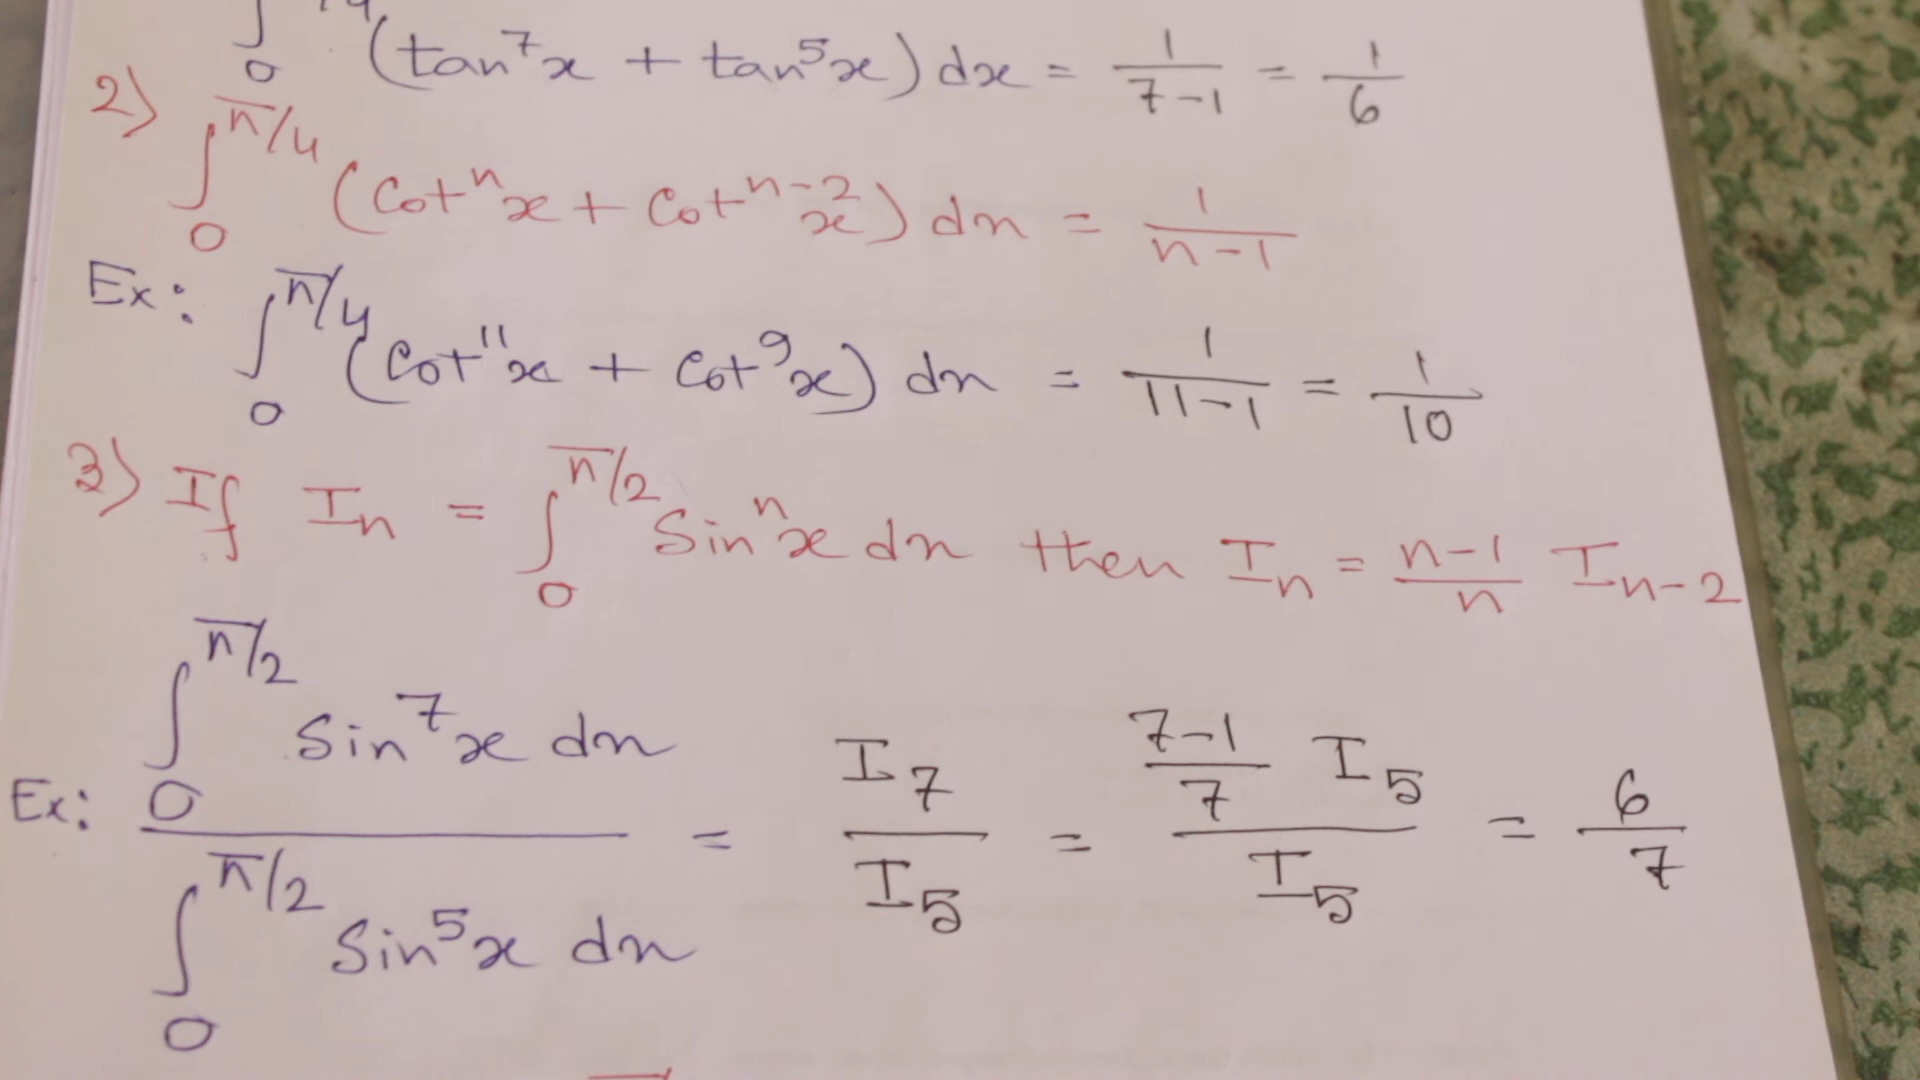 ∫₀ (tan⁷x + tan⁵x) dx = 1/(7-1) = 1/6
2) ∫₀^(π/4) (Cotⁿx + Cotⁿ⁻²x) dx = 1/(n-1)
Ex: ∫₀^(π/4) (Cot¹¹x + Cot⁹x) dx = 1/(11-1) = 1/10
3) If Iₙ = ∫₀^(π/2) Sinⁿx dx then Iₙ = (n-1)/n Iₙ₋₂
Ex: (∫₀^(π/2) Sin⁷x dx)/(∫₀^(π/2) Sin⁵x dx) = I₇/I₅ = ((7-1)/7 I₅)/I₅ = 6/7